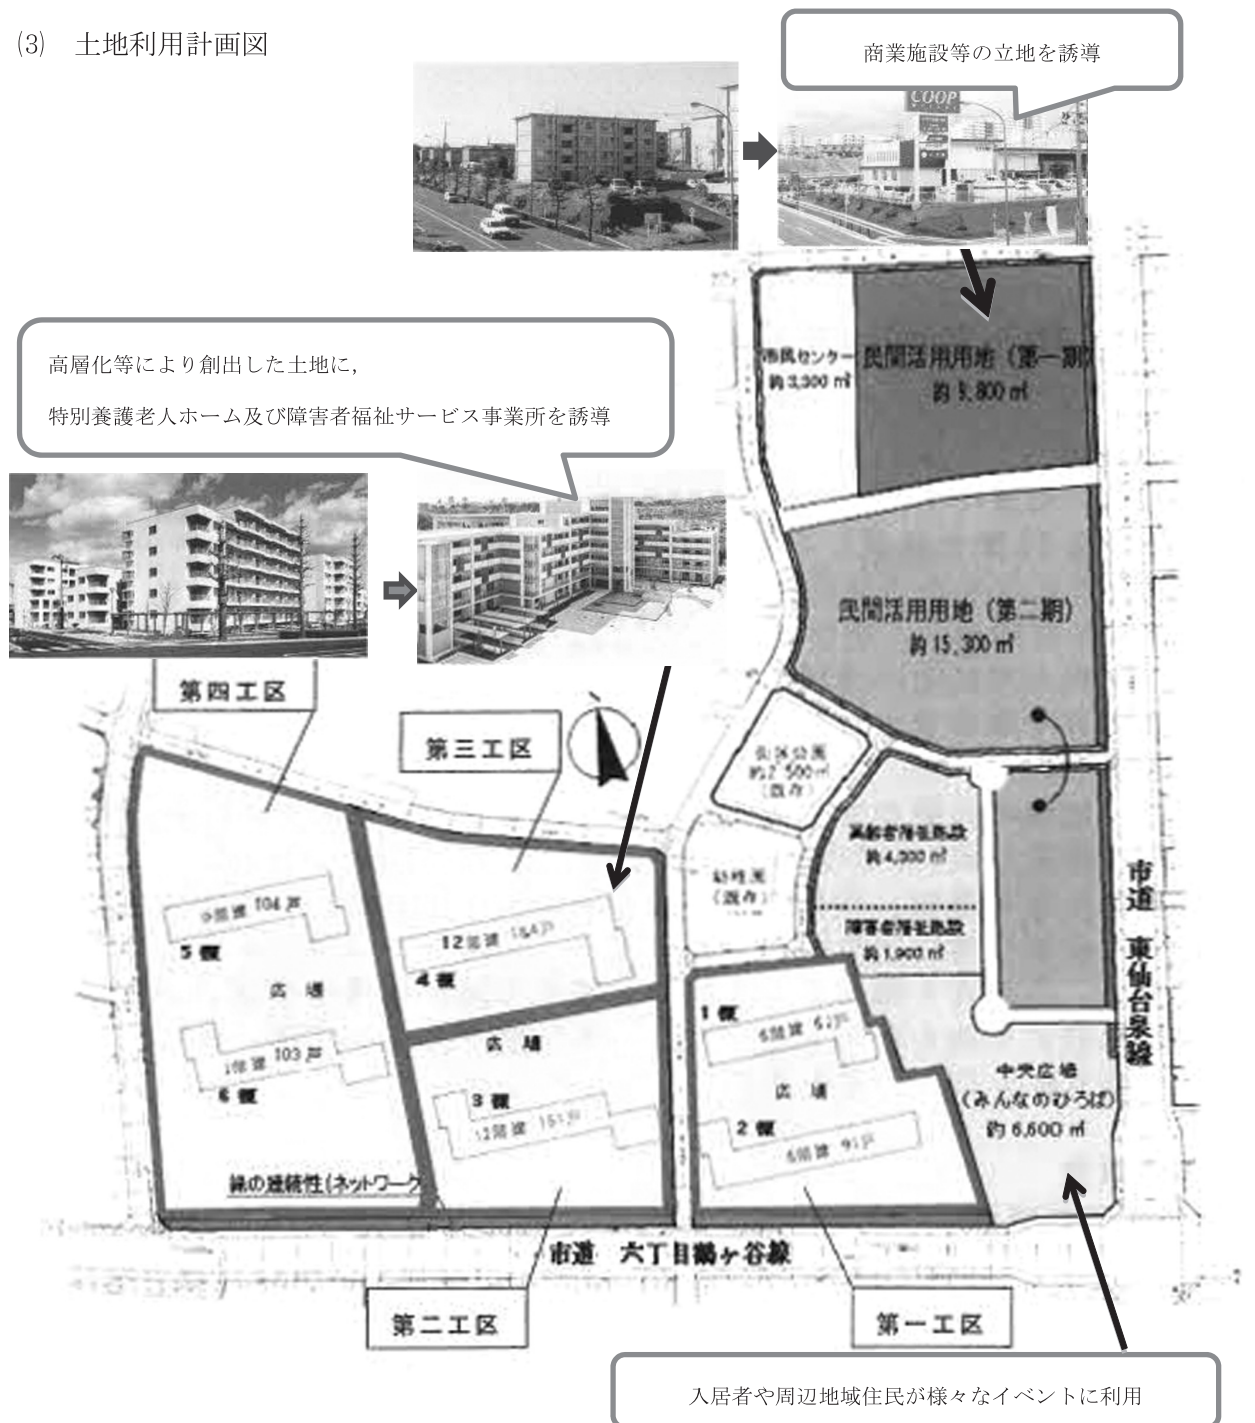 (3) 土地利用計画図
商業施設等の立地を誘導
COOP
高層化等により創出した土地に,
特別養護老人ホーム及び障害者福祉サービス事業所を誘導
市民センター
約3,300㎡
民間活用用地（第一期）
約9,800㎡
民間活用用地（第二期）
約15,300㎡
第四工区
第三工区
街区公園
約2,500㎡
（既存）
幼稚園
（既存）
高齢者福祉施設
約4,300㎡
障害者福祉施設
約1,900㎡
市道 東仙台泉線
5棟
広場
6棟
103戸
12階建
4棟
広場
3棟
1棟
6階建
広場
2棟
6階建
中央広場
（みんなのひろば）
約6,600㎡
緑の連続性（ネットワーク
市道 六丁目鶴ヶ谷線
第二工区
第一工区
入居者や周辺地域住民が様々なイベントに利用